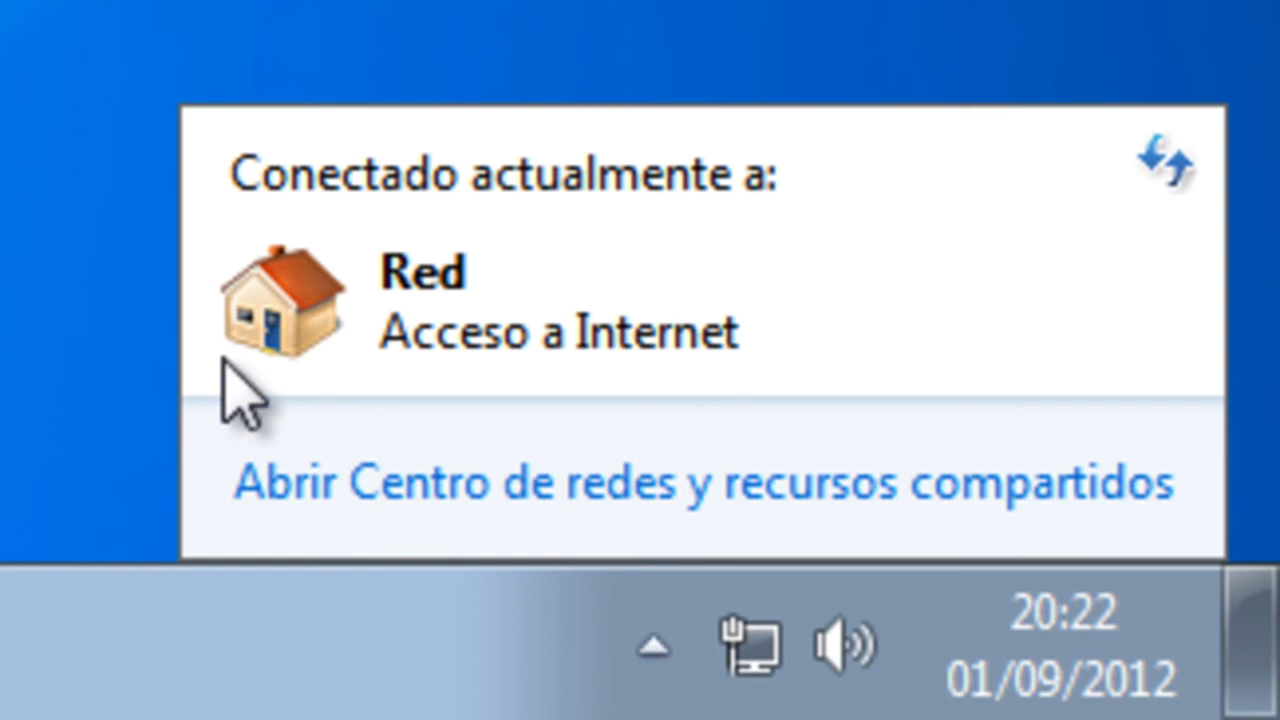 Conectado actualmente a:
Red
Acceso a Internet
Abrir Centro de redes y recursos compartidos
20:22
01/09/2012